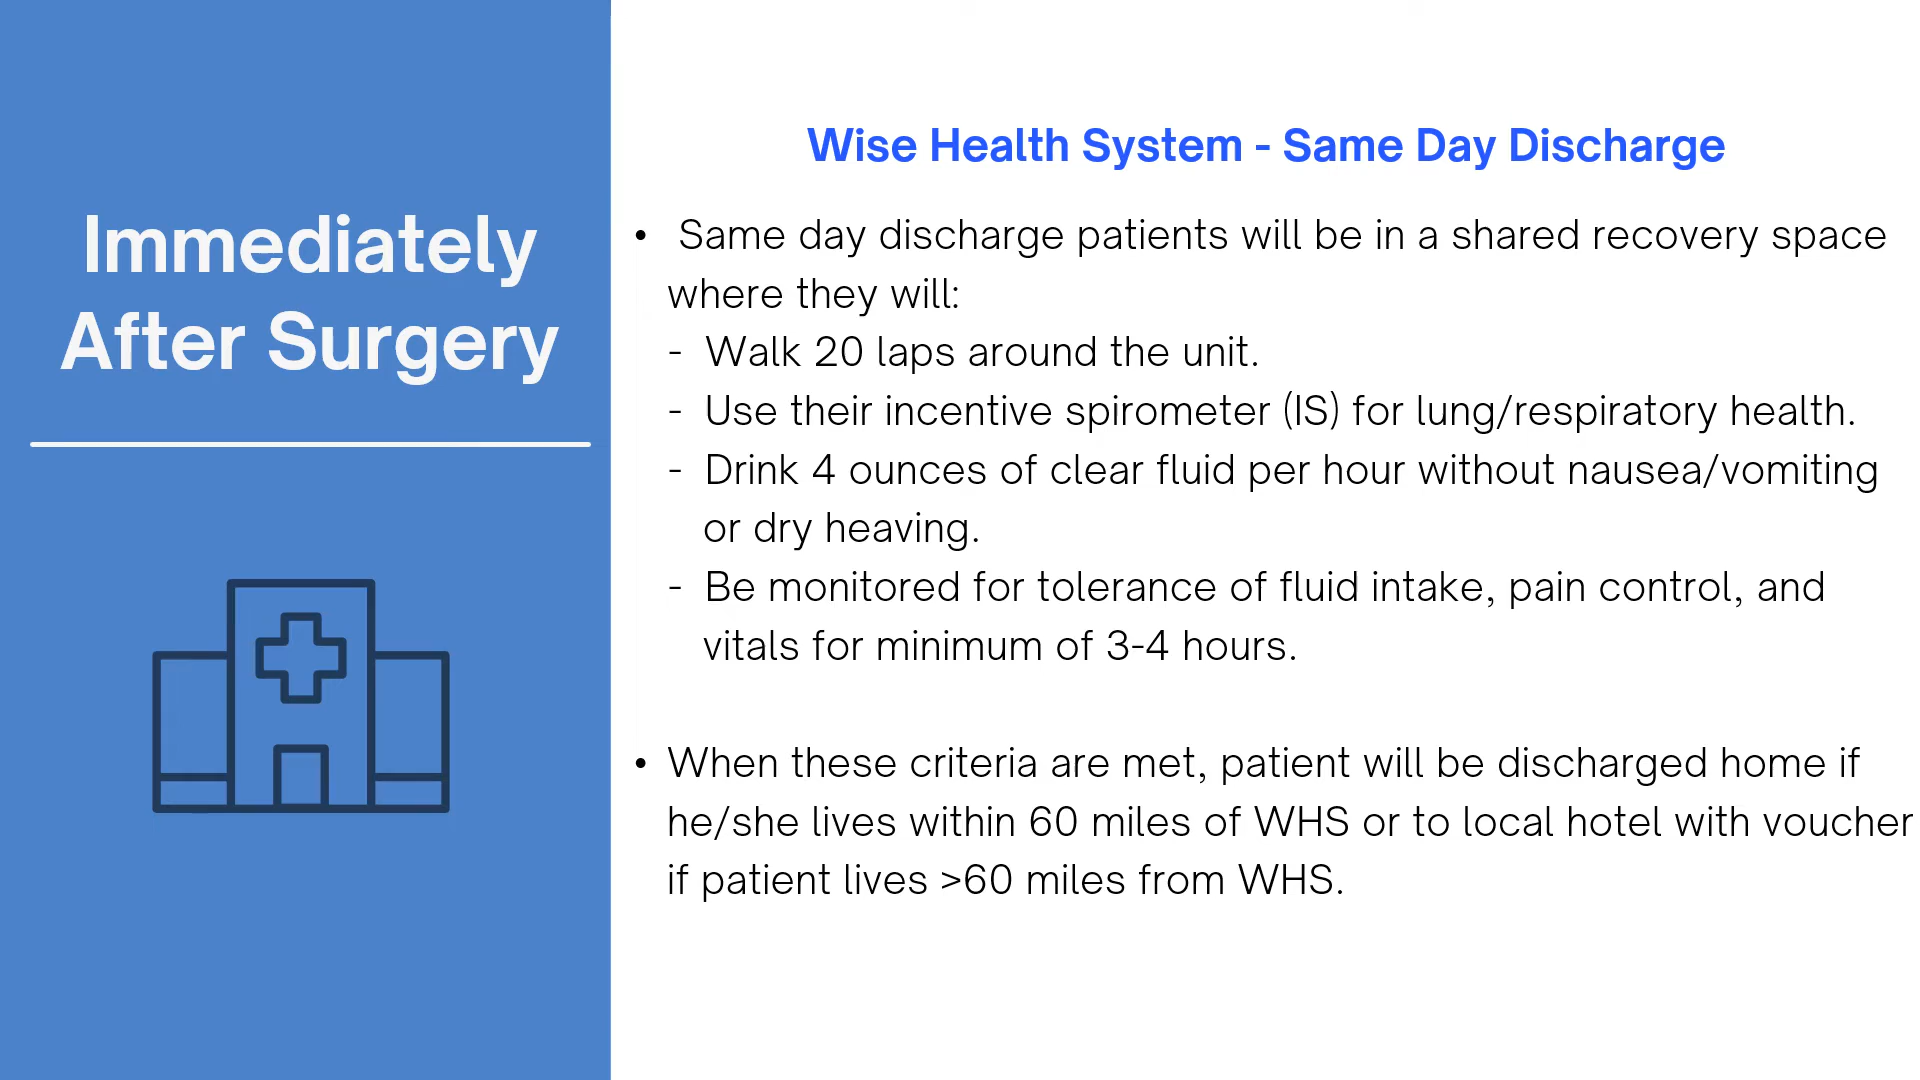 Immediately
After Surgery
Wise Health System - Same Day Discharge
• Same day discharge patients will be in a shared recovery space
where they will:
- Walk 20 laps around the unit.
- Use their incentive spirometer (IS) for lung/respiratory health.
- Drink 4 ounces of clear fluid per hour without nausea/vomiting
or dry heaving.
- Be monitored for tolerance of fluid intake, pain control, and
vitals for minimum of 3-4 hours.
• When these criteria are met, patient will be discharged home if
he/she lives within 60 miles of WHS or to local hotel with voucher
if patient lives >60 miles from WHS.